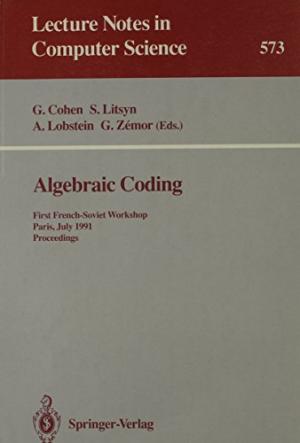 Lecture Notes in
Computer Science
573
G. Cohen S. Litsyn
A. Lobstein G. Zémor (Eds.)
Algebraic Coding
First French-Soviet Workshop
Paris, July 1991
Proceedings
Springer-Verlag